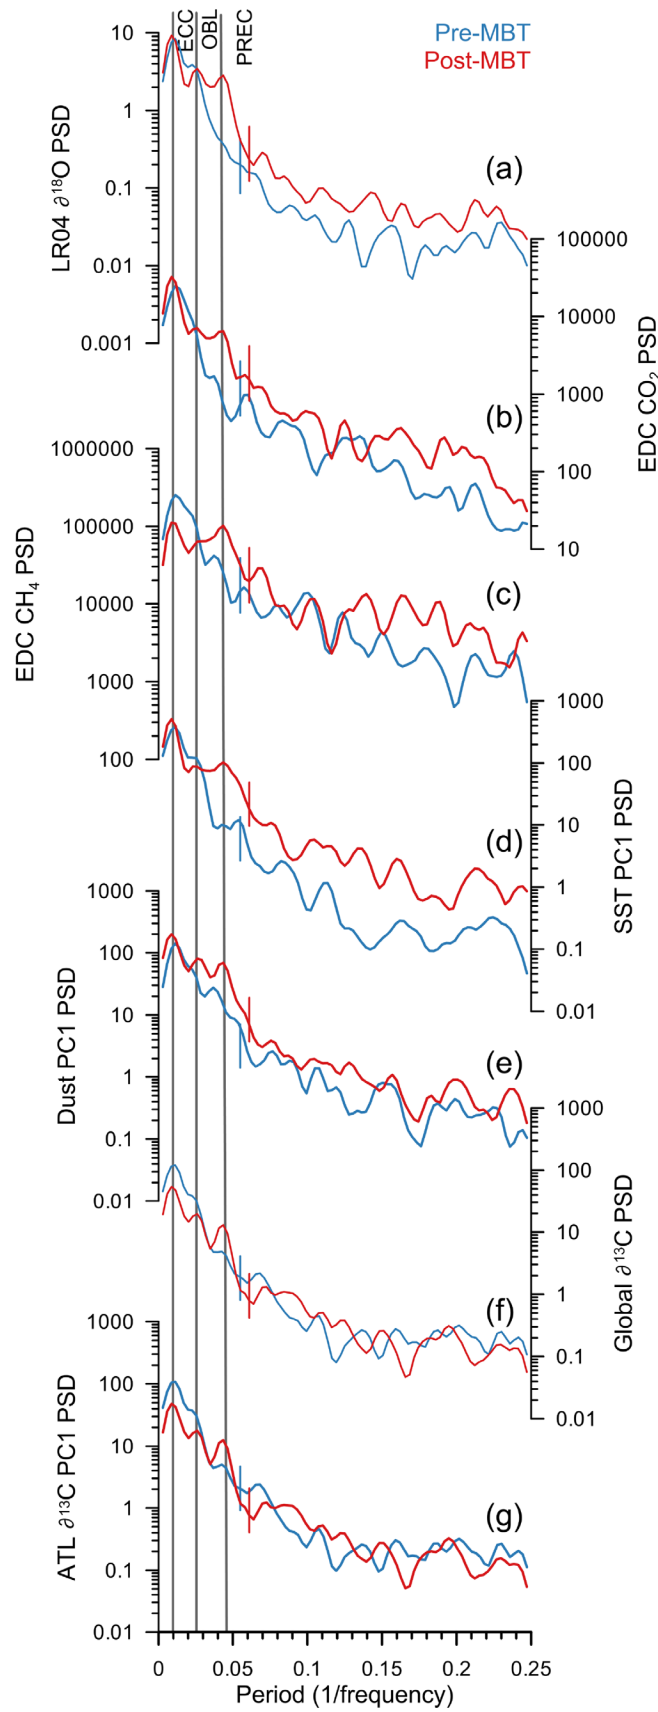 ECC
OBL
PREC
Pre-MBT
Post-MBT
10
1
0.1
0.01
0.001
LR04 ∂18O PSD
(a)
100000
10000
1000
100
10
EDC CO2 PSD
(b)
1000000
100000
10000
1000
100
EDC CH4 PSD
(c)
1000
100
10
1
0.1
0.01
SST PC1 PSD
(d)
1000
100
10
1
0.1
0.01
Dust PC1 PSD
(e)
1000
100
10
1
0.1
0.01
Global ∂13C PSD
(f)
1000
100
10
1
0.1
0.01
ATL ∂13C PC1 PSD
(g)
0 0.05 0.1 0.15 0.2 0.25
Period (1/frequency)